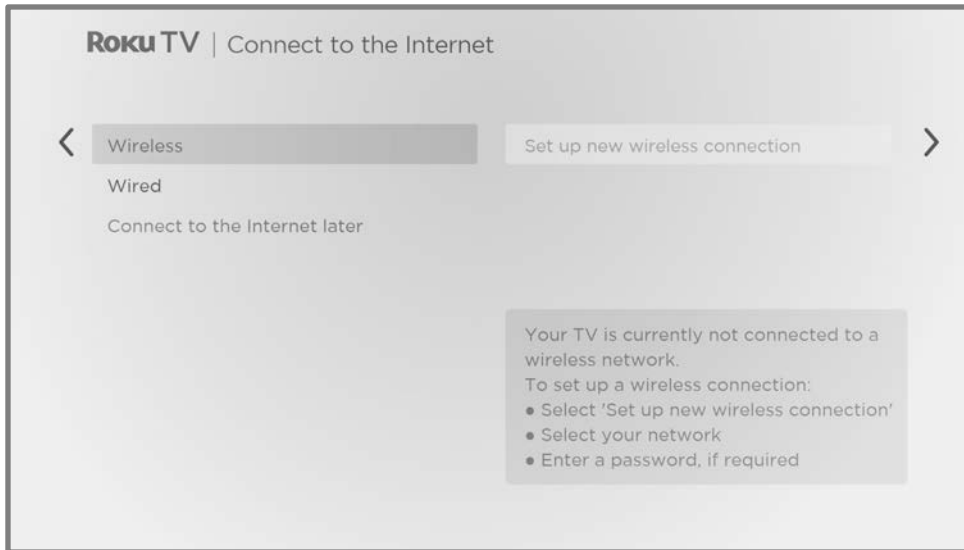 Roku TV | Connect to the Internet
Wireless
Set up new wireless connection
Wired
Connect to the Internet later
Your TV is currently not connected to a
wireless network.
To set up a wireless connection:
● Select 'Set up new wireless connection'
● Select your network
● Enter a password, if required